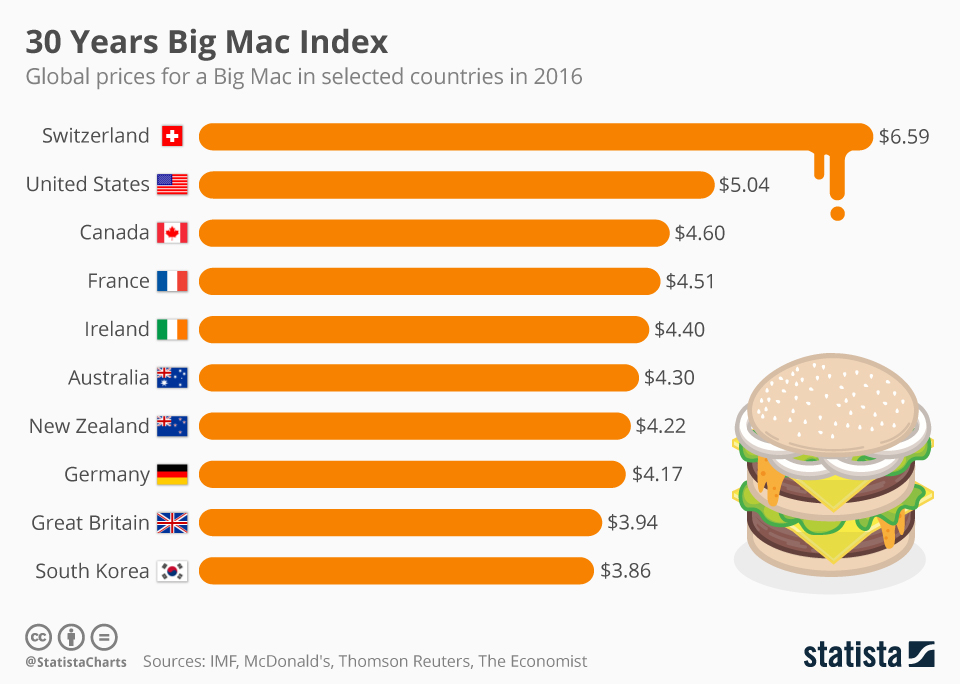 30 Years Big Mac Index
Global prices for a Big Mac in selected countries in 2016
Switzerland $6.59
United States $5.04
Canada $4.60
France $4.51
Ireland $4.40
Australia $4.30
New Zealand $4.22
Germany $4.17
Great Britain $3.94
South Korea $3.86
cc
@StatistaCharts Sources: IMF, McDonald's, Thomson Reuters, The Economist
statista